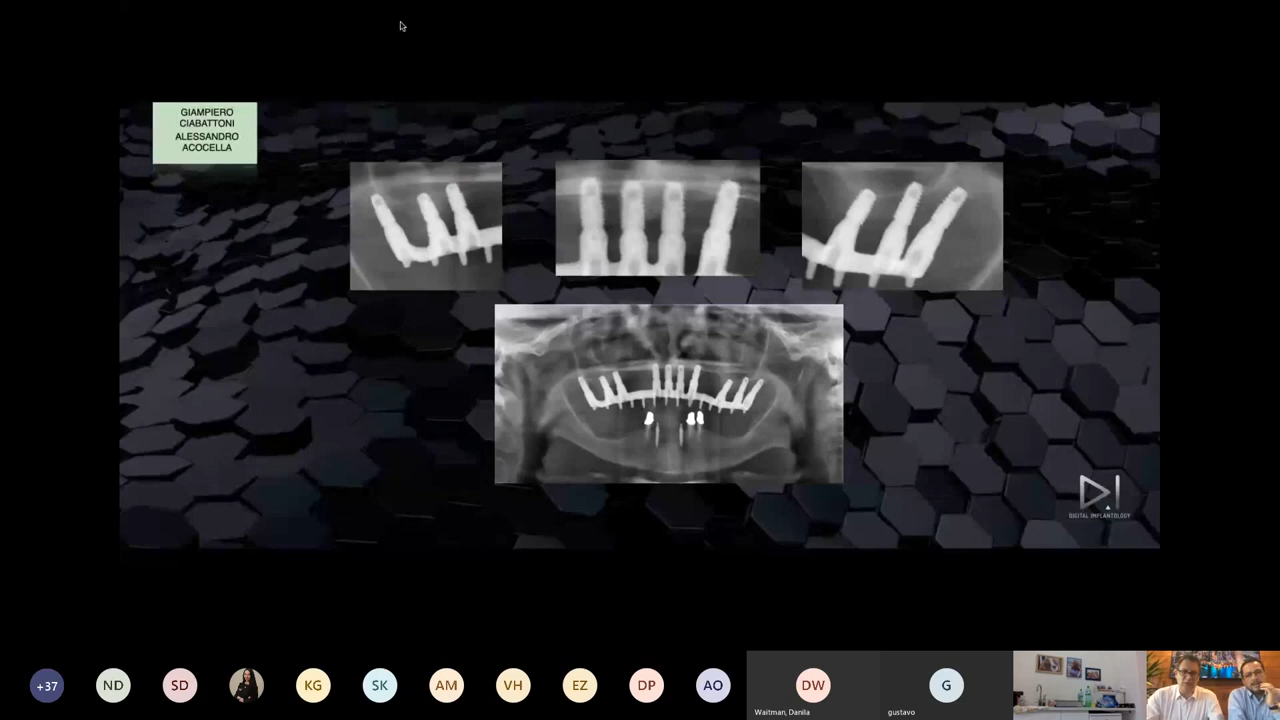 GIAMPIERO
CIABATTONI
ALESSANDRO
ACOCELLA
DIGITAL IMPLANTOLOGY
+37
ND
SD
KG
SK
AM
VH
EZ
DP
AO
DW
G
Waitman, Danila
gustavo